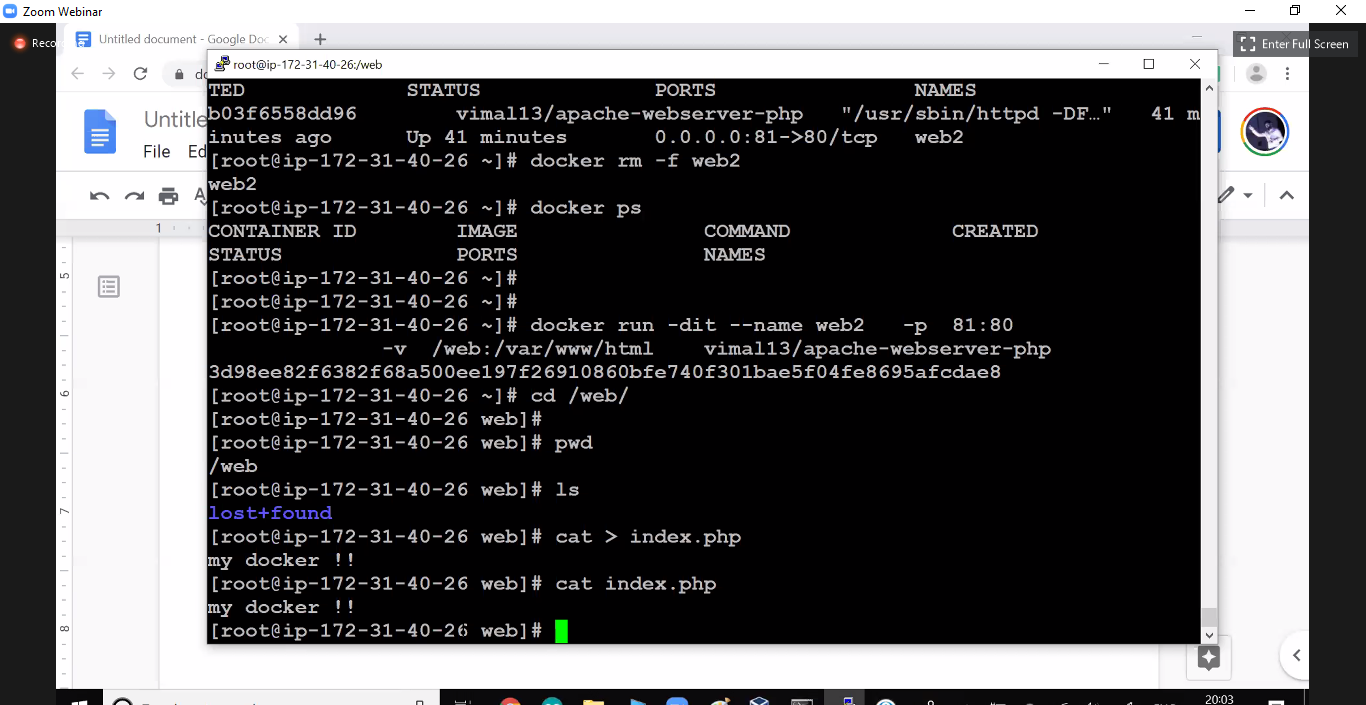 Zoom Webinar
Untitled document - Google Doc
Enter Full Screen
root@ip-172-31-40-26:/web
File
TED STATUS PORTS NAMES
b03f6558dd96 vimal13/apache-webserver-php "/usr/sbin/httpd -DF…" 41 m
inutes ago Up 41 minutes 0.0.0.0:81->80/tcp web2
[root@ip-172-31-40-26 ~]# docker rm -f web2
web2
[root@ip-172-31-40-26 ~]# docker ps
CONTAINER ID IMAGE COMMAND CREATED
STATUS PORTS NAMES
[root@ip-172-31-40-26 ~]#
[root@ip-172-31-40-26 ~]#
[root@ip-172-31-40-26 ~]# docker run -dit --name web2 -p 81:80
-v /web:/var/www/html vimal13/apache-webserver-php
3d98ee82f6382f68a500ee197f26910860bfe740f301bae5f04fe8695afcdae8
[root@ip-172-31-40-26 ~]# cd /web/
[root@ip-172-31-40-26 web]#
[root@ip-172-31-40-26 web]# pwd
/web
[root@ip-172-31-40-26 web]# ls
lost+found
[root@ip-172-31-40-26 web]# cat > index.php
my docker !!
[root@ip-172-31-40-26 web]# cat index.php
my docker !!
[root@ip-172-31-40-26 web]#
1
5
6
7
8
20:03